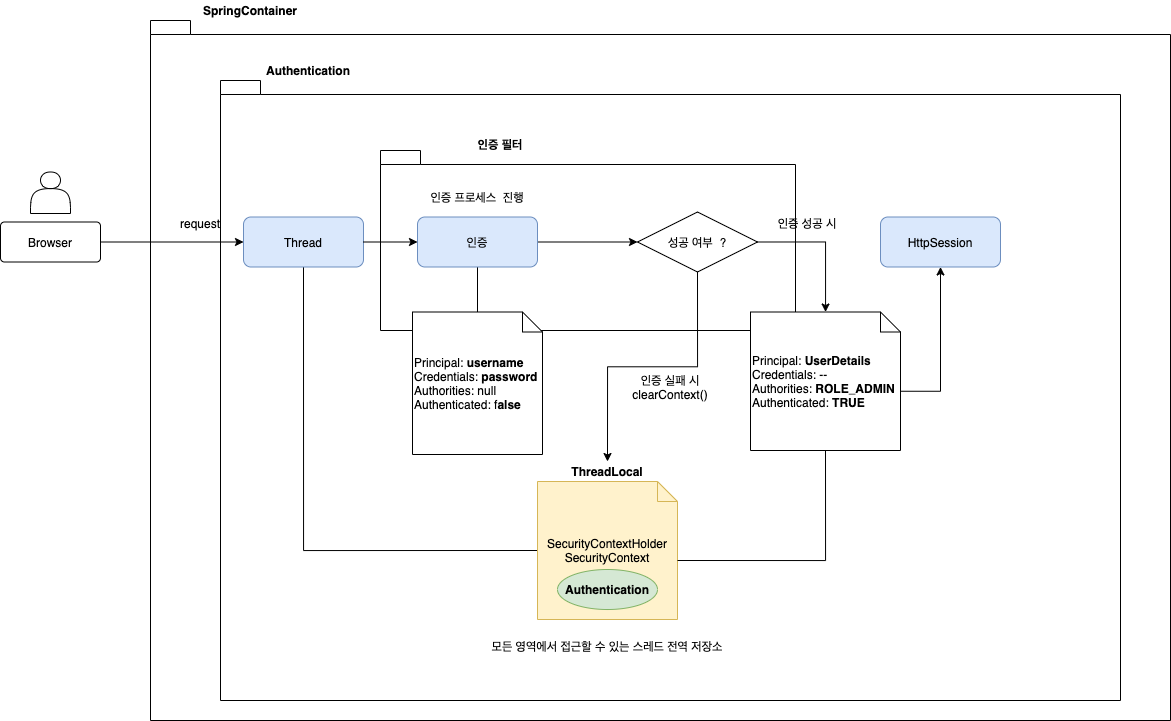 SpringContainer
Authentication
인증 필터
인증 프로세스 진행
request
인증 성공 시
Browser
Thread
인증
성공 여부 ?
HttpSession
Principal: username
Credentials: password
Authorities: null
Authenticated: false
Principal: UserDetails
Credentials: --
Authorities: ROLE_ADMIN
Authenticated: TRUE
인증 실패 시
clearContext()
ThreadLocal
SecurityContextHolder
SecurityContext
Authentication
모든 영역에서 접근할 수 있는 스레드 전역 저장소